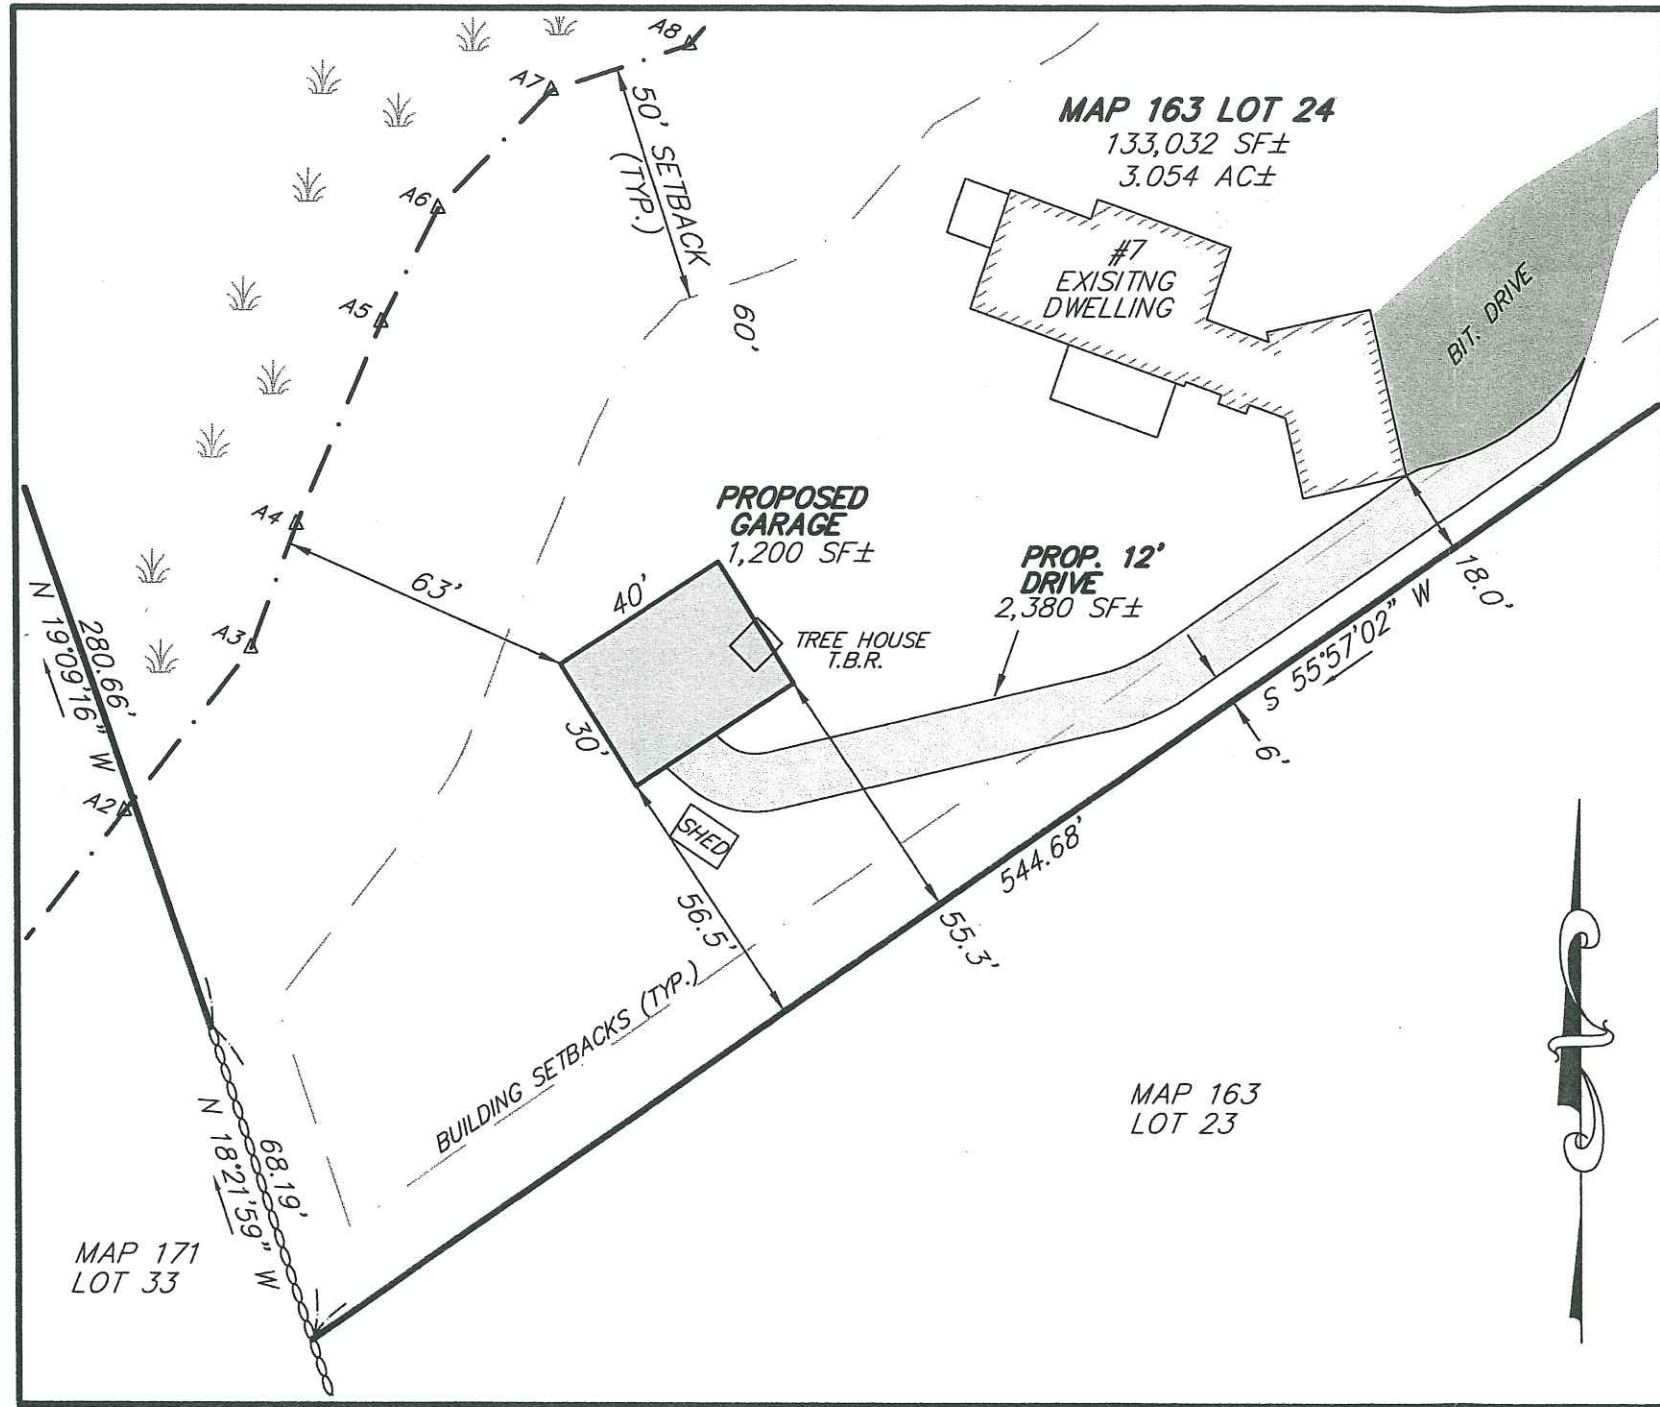 A8
A7
50' SETBACK
(TYP.)
MAP 163 LOT 24
133,032 SF±
3.054 AC±
A6
#7
EXISITNG
DWELLING
BIT. DRIVE
A5
60'
A4
PROPOSED
GARAGE
1,200 SF±
63'
40'
PROP. 12'
DRIVE
2,380 SF±
18.0'
S 55°57'02" W
A3
TREE HOUSE
T.B.R.
280.66'
N 19°09'16" W
30'
6'
A2
SHED
544.68'
56.5'
55.3'
BUILDING SETBACKS (TYP.)
MAP 163
LOT 23
68.19'
N 18°21'59" W
MAP 171
LOT 33